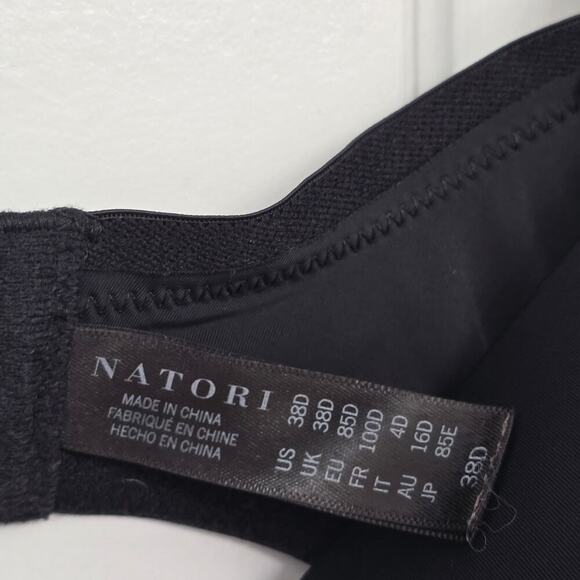 NATORI
MADE IN CHINA
FABRIQUÉ EN CHINE
HECHO EN CHINA
US 38D
UK 38D
EU 85D
FR 100D
IT 4D
AU 16D
JP 85E
38D